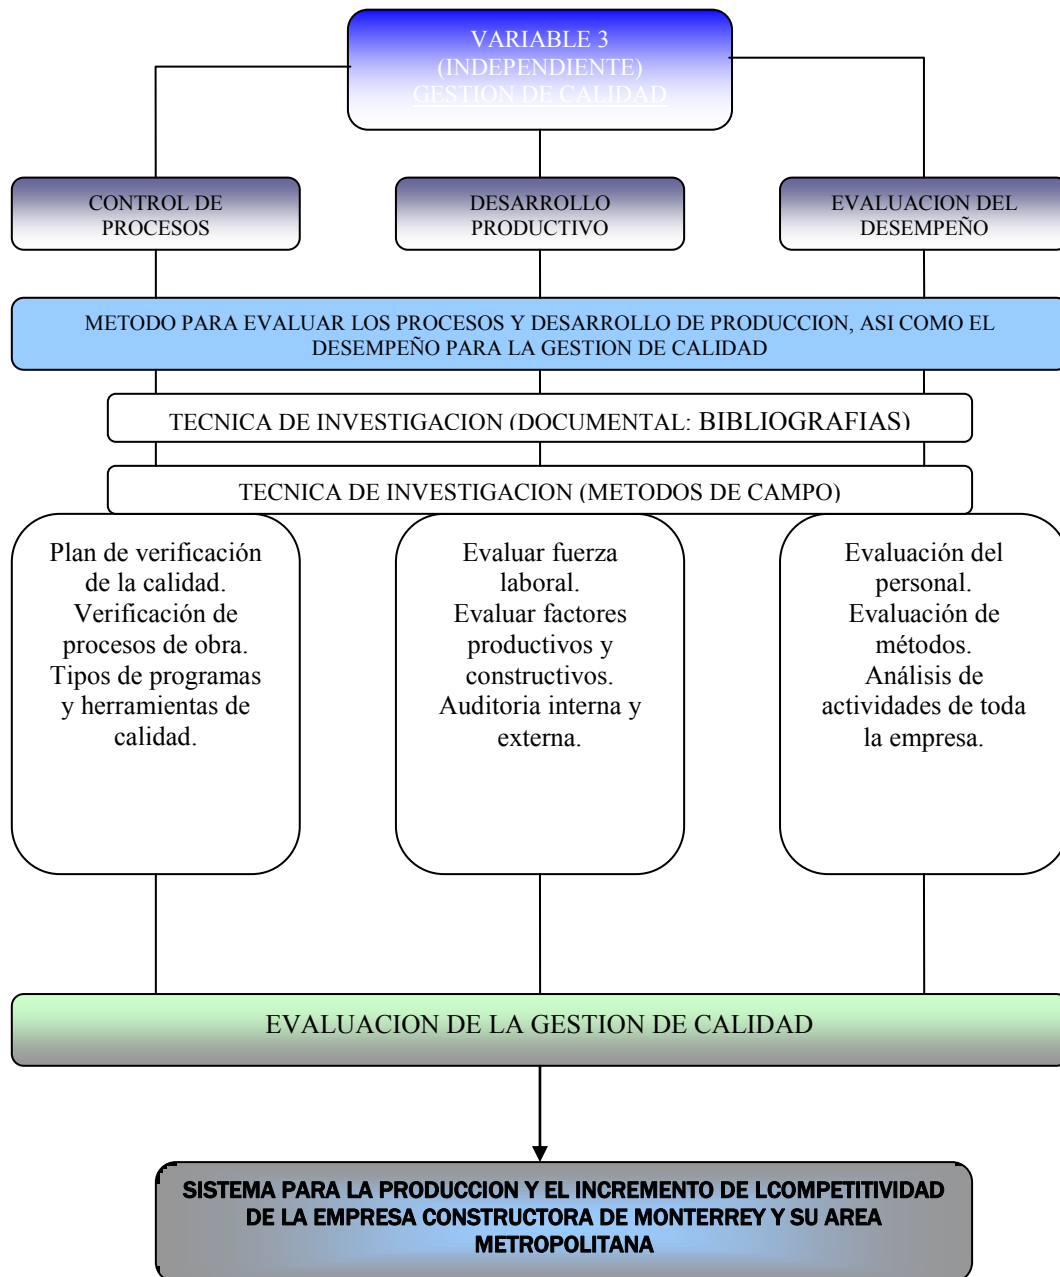 VARIABLE 3
(INDEPENDIENTE)
GESTION DE CALIDAD
CONTROL DE
PROCESOS
DESARROLLO
PRODUCTIVO
EVALUACION DEL
DESEMPEÑO
METODO PARA EVALUAR LOS PROCESOS Y DESARROLLO DE PRODUCCION, ASI COMO EL
DESEMPEÑO PARA LA GESTION DE CALIDAD
TECNICA DE INVESTIGACION (DOCUMENTAL: BIBLIOGRAFIAS)
TECNICA DE INVESTIGACION (METODOS DE CAMPO)
Plan de verificación
de la calidad.
Verificación de
procesos de obra.
Tipos de programas
y herramientas de
calidad.
Evaluar fuerza
laboral.
Evaluar factores
productivos y
constructivos.
Auditoria interna y
externa.
Evaluación del
personal.
Evaluación de
métodos.
Análisis de
actividades de toda
la empresa.
EVALUACION DE LA GESTION DE CALIDAD
SISTEMA PARA LA PRODUCCION Y EL INCREMENTO DE LCOMPETITIVIDAD
DE LA EMPRESA CONSTRUCTORA DE MONTERREY Y SU AREA
METROPOLITANA